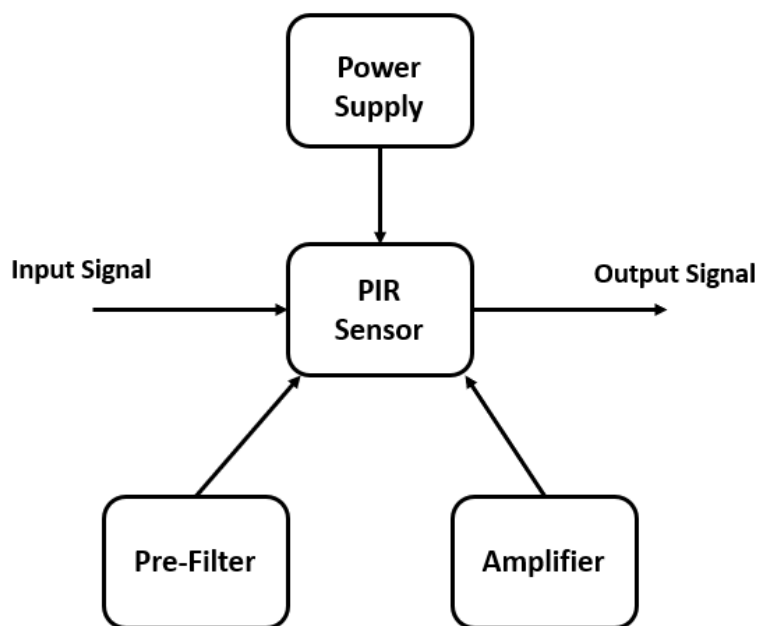 Power
Supply
Input Signal
PIR
Sensor
Output Signal
Pre-Filter
Amplifier